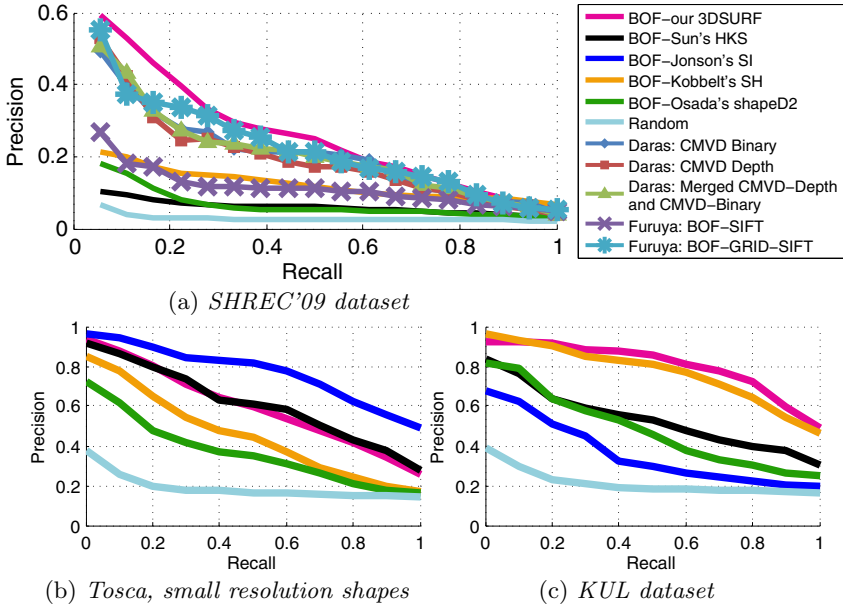 0.6
0.4
0.2
0
Precision
0
0.2
0.4
0.6
0.8
1
Recall
BOF-our 3DSURF
BOF-Sun's HKS
BOF-Jonson's SI
BOF-Kobbelt's SH
BOF-Osada's shapeD2
Random
Daras: CMVD Binary
Daras: CMVD Depth
Daras: Merged CMVD-Depth
and CMVD-Binary
Furuya: BOF-SIFT
Furuya: BOF-GRID-SIFT
(a) SHREC'09 dataset
1
0.8
0.6
0.4
0.2
0
Precision
0
0.2
0.4
0.6
0.8
1
Recall
(b) Tosca, small resolution shapes
1
0.8
0.6
0.4
0.2
0
Precision
0
0.2
0.4
0.6
0.8
1
Recall
(c) KUL dataset